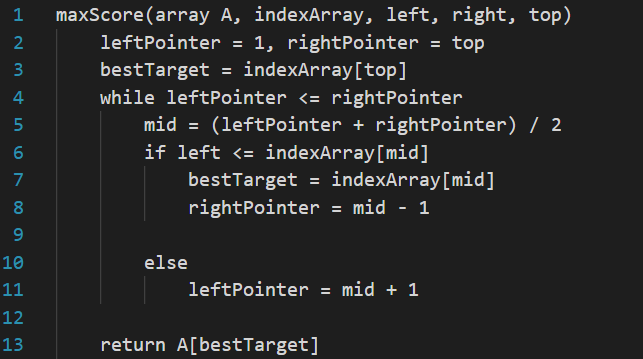 1 maxScore(array A, indexArray, left, right, top)
2     leftPointer = 1, rightPointer = top
3     bestTarget = indexArray[top]
4     while leftPointer <= rightPointer
5         mid = (leftPointer + rightPointer) / 2
6         if left <= indexArray[mid]
7             bestTarget = indexArray[mid]
8             rightPointer = mid - 1
9
10         else
11             leftPointer = mid + 1
12
13     return A[bestTarget]